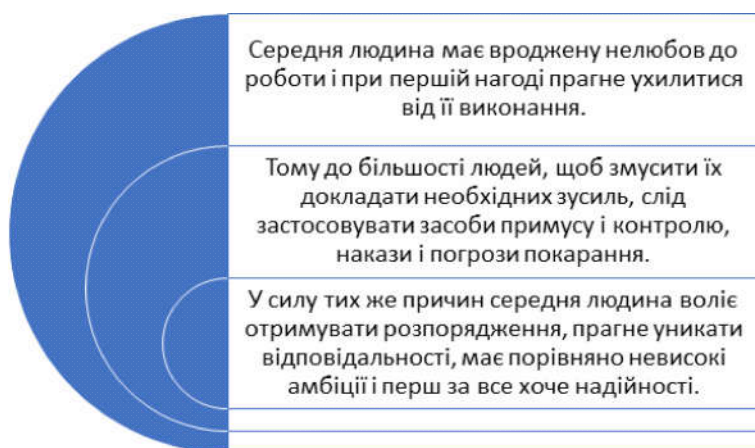 Середня людина має вроджену нелюбов до
роботи і при першій нагоді прагне ухилитися
від її виконання.
Тому до більшості людей, щоб змусити їх
докладати необхідних зусиль, слід
застосовувати засоби примусу і контролю,
накази і погрози покарання.
У силу тих же причин середня людина воліє
отримувати розпорядження, прагне уникати
відповідальності, має порівняно невисокі
амбіції і перш за все хоче надійності.